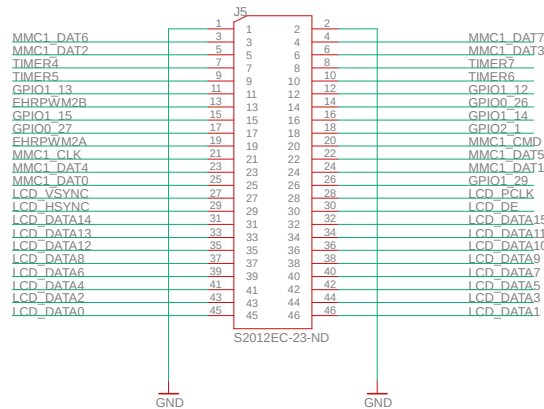 J5
1 1 2 2
MMC1_DAT6 3 3 4 4 MMC1_DAT7
MMC1_DAT2 5 5 6 6 MMC1_DAT3
TIMER4 7 7 8 8 TIMER7
TIMER5 9 9 10 10 TIMER6
GPIO1_13 11 11 12 12 GPIO1_12
EHRPWM2B 13 13 14 14 GPIO0_26
GPIO1_15 15 15 16 16 GPIO1_14
GPIO0_27 17 17 18 18 GPIO2_1
EHRPWM2A 19 19 20 20 MMC1_CMD
MMC1_CLK 21 21 22 22 MMC1_DAT5
MMC1_DAT4 23 23 24 24 MMC1_DAT1
MMC1_DAT0 25 25 26 26 GPIO1_29
LCD_VSYNC 27 27 28 28 LCD_PCLK
LCD_HSYNC 29 29 30 30 LCD_DE
LCD_DATA14 31 31 32 32 LCD_DATA15
LCD_DATA13 33 33 34 34 LCD_DATA11
LCD_DATA12 35 35 36 36 LCD_DATA10
LCD_DATA8 37 37 38 38 LCD_DATA9
LCD_DATA6 39 39 40 40 LCD_DATA7
LCD_DATA4 41 41 42 42 LCD_DATA5
LCD_DATA2 43 43 44 44 LCD_DATA3
LCD_DATA0 45 45 46 46 LCD_DATA1
S2012EC-23-ND
GND GND